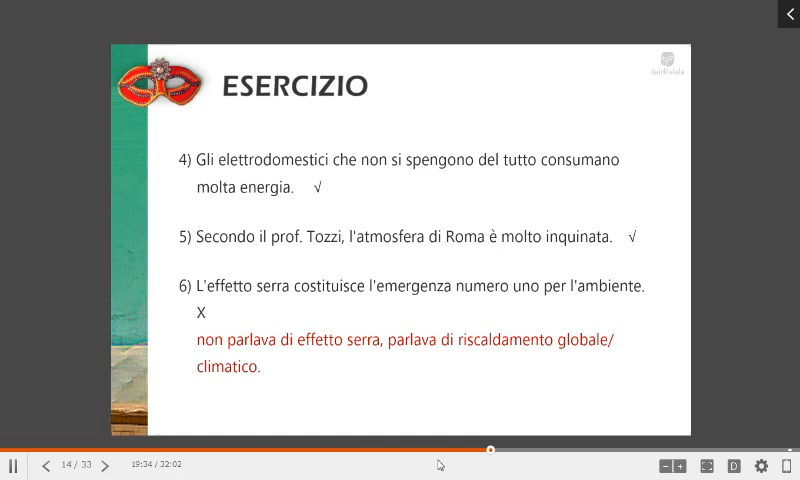 ESERCIZIO
kaidilalala
4) Gli elettrodomestici che non si spengono del tutto consumano
molta energia. √
5) Secondo il prof. Tozzi, l'atmosfera di Roma è molto inquinata. √
6) L'effetto serra costituisce l'emergenza numero uno per l'ambiente.
X
non parlava di effetto serra, parlava di riscaldamento globale/
climatico.
14 / 33
19:34 / 32:02
D